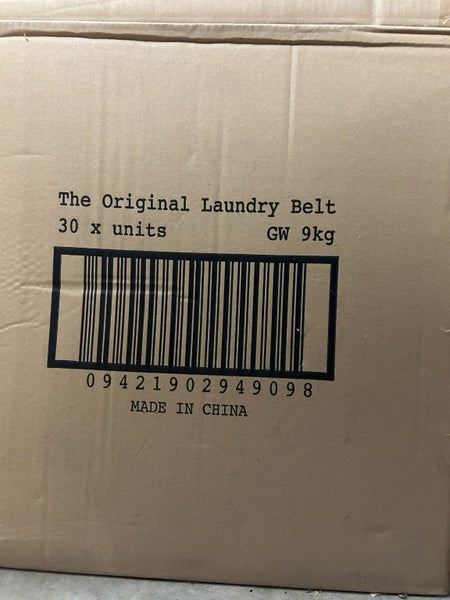 The Original Laundry Belt
30 x units GW 9kg
09421902949098
MADE IN CHINA